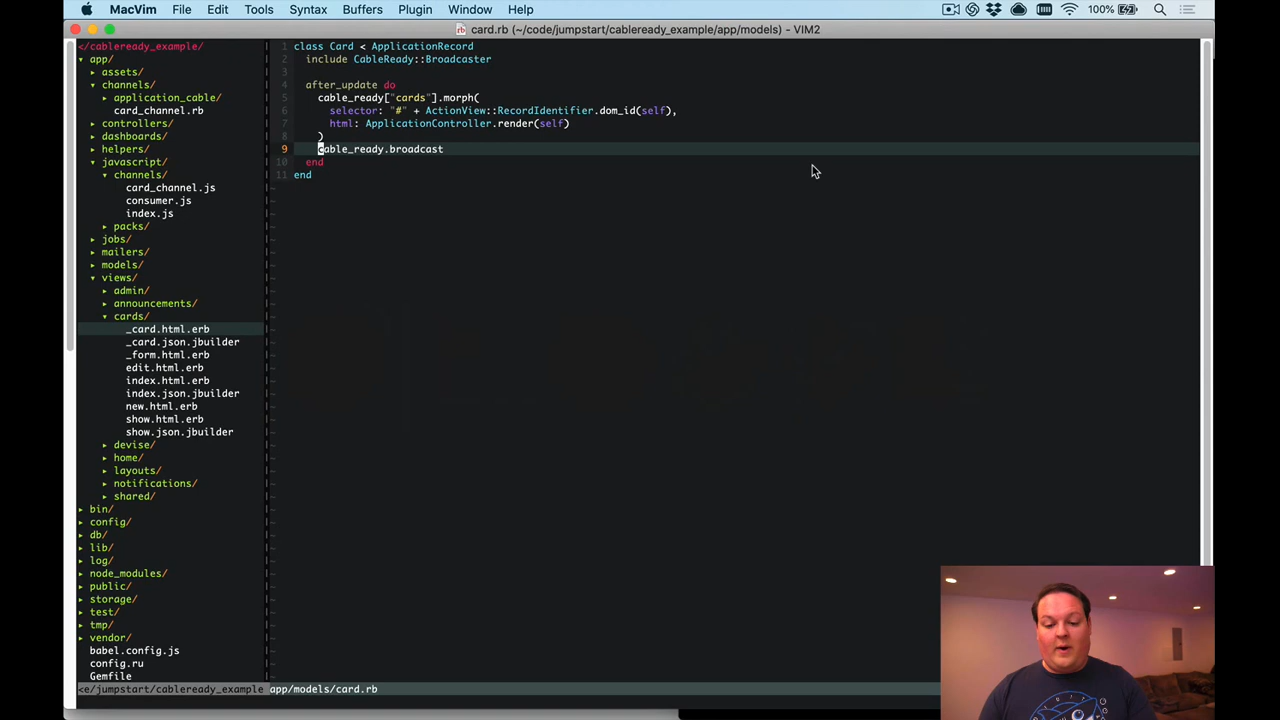 MacVim File Edit Tools Syntax Buffers Plugin Window Help 100%
card.rb (~/code/jumpstart/cableready_example/app/models) - VIM2
</cableready_example/
▾ app/
▸ assets/
▾ channels/
▸ application_cable/
card_channel.rb
▸ controllers/
▸ dashboards/
▸ helpers/
▾ javascript/
▾ channels/
card_channel.js
consumer.js
index.js
▸ packs/
▸ jobs/
▸ mailers/
▸ models/
▾ views/
▸ admin/
▸ announcements/
▾ cards/
_card.html.erb
_card.json.jbuilder
_form.html.erb
edit.html.erb
index.html.erb
index.json.jbuilder
new.html.erb
show.html.erb
show.json.jbuilder
▸ devise/
▸ home/
▸ layouts/
▸ notifications/
▸ shared/
▸ bin/
▸ config/
▸ db/
▸ lib/
▸ log/
▸ node_modules/
▸ public/
▸ storage/
▸ test/
▸ tmp/
▸ vendor/
babel.config.js
config.ru
Gemfile
<e/jumpstart/cableready_example
1 class Card < ApplicationRecord
2 include CableReady::Broadcaster
3
4 after_update do
5 cable_ready["cards"].morph(
6 selector: "#" + ActionView::RecordIdentifier.dom_id(self),
7 html: ApplicationController.render(self)
8 )
9 cable_ready.broadcast
10 end
11 end
app/models/card.rb